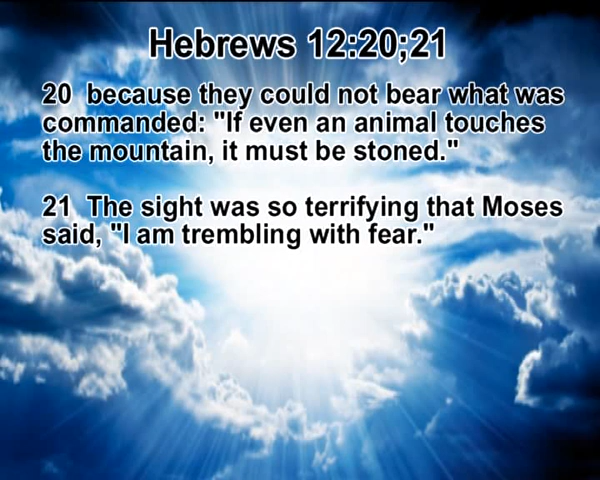 Hebrews 12:20;21
20 because they could not bear what was
commanded: "If even an animal touches
the mountain, it must be stoned."
21 The sight was so terrifying that Moses
said, "I am trembling with fear."